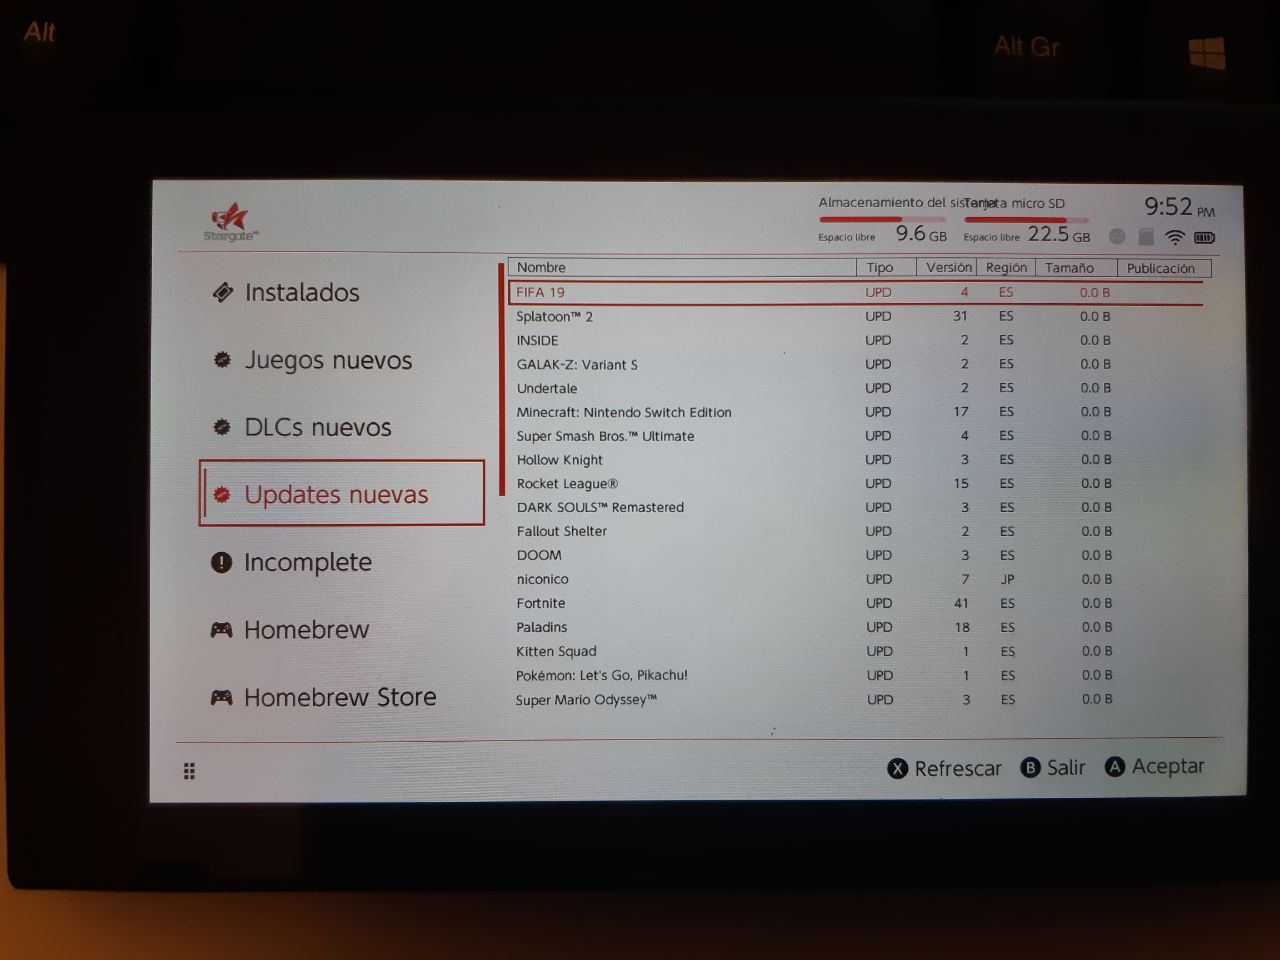 Alt
Alt Gr
Stargate™
Almacenamiento del sistema
Tarjeta micro SD
9:52 PM
Espacio libre 9.6 GB
Espacio libre 22.5 GB
Instalados
Juegos nuevos
DLCs nuevos
Updates nuevas
Incomplete
Homebrew
Homebrew Store
Nombre Tipo Versión Región Tamaño Publicación
FIFA 19 UPD 4 ES 0.0 B
Splatoon™ 2 UPD 31 ES 0.0 B
INSIDE UPD 2 ES 0.0 B
GALAK-Z: Variant S UPD 2 ES 0.0 B
Undertale UPD 2 ES 0.0 B
Minecraft: Nintendo Switch Edition UPD 17 ES 0.0 B
Super Smash Bros.™ Ultimate UPD 4 ES 0.0 B
Hollow Knight UPD 3 ES 0.0 B
Rocket League® UPD 15 ES 0.0 B
DARK SOULS™ Remastered UPD 3 ES 0.0 B
Fallout Shelter UPD 2 ES 0.0 B
DOOM UPD 3 ES 0.0 B
niconico UPD 7 JP 0.0 B
Fortnite UPD 41 ES 0.0 B
Paladins UPD 18 ES 0.0 B
Kitten Squad UPD 1 ES 0.0 B
Pokémon: Let's Go, Pikachu! UPD 1 ES 0.0 B
Super Mario Odyssey™ UPD 3 ES 0.0 B
X Refrescar B Salir A Aceptar